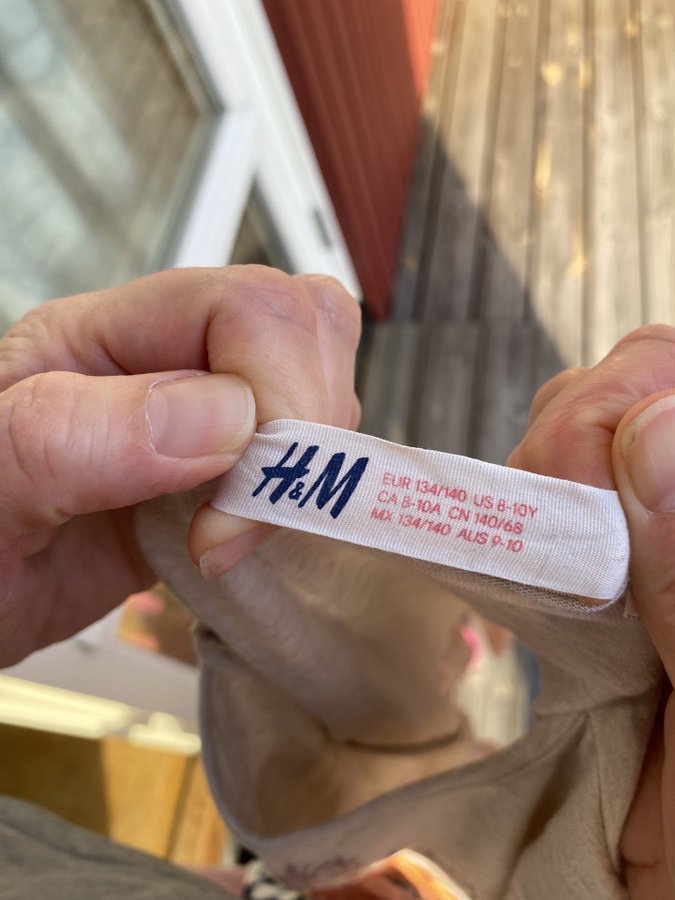 H&M
EUR 134/140 US 8-10Y
CA 8-10A CN 140/68
MX 134/140 AUS 9-10